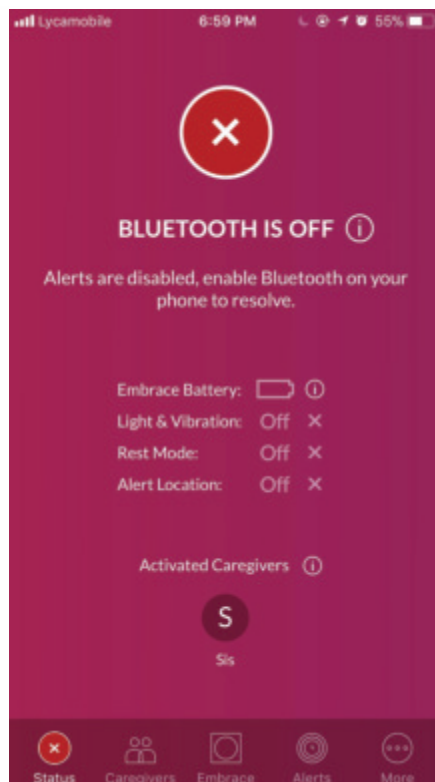 Lycamobile 6:59 PM 55%
BLUETOOTH IS OFF
Alerts are disabled, enable Bluetooth on your
phone to resolve.
Embrace Battery:
Light & Vibration: Off
Rest Mode: Off
Alert Location: Off
Activated Caregivers
S
Sis
Status Caregivers Embrace Alerts More